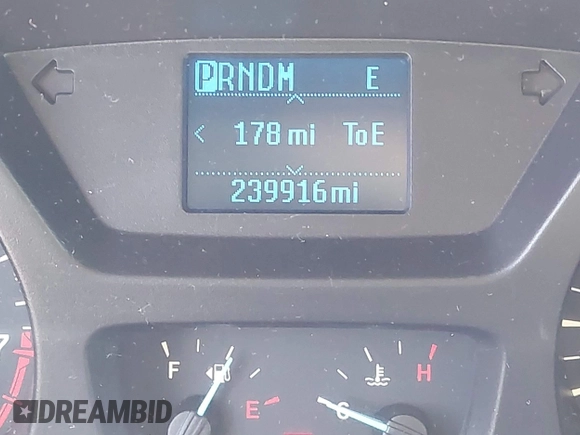 PRNDM E
< 178 mi ToE
239916mi
F E C H
DREAMBID